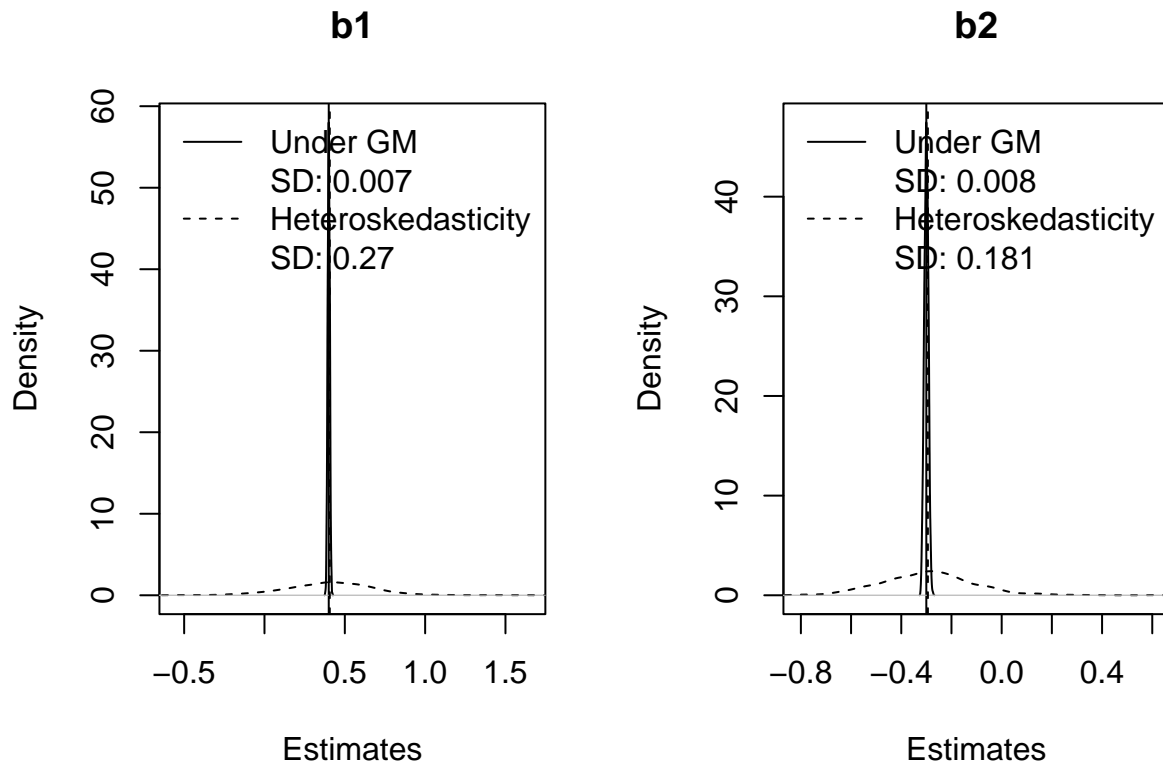 b1
Density
60
50
40
30
20
10
0
Under GM
SD: 0.007
Heteroskedasticity
SD: 0.27
−0.5
0.5
1.0
1.5
Estimates
b2
Density
40
30
20
10
0
Under GM
SD: 0.008
Heteroskedasticity
SD: 0.181
−0.8
−0.4
0.0
0.4
Estimates